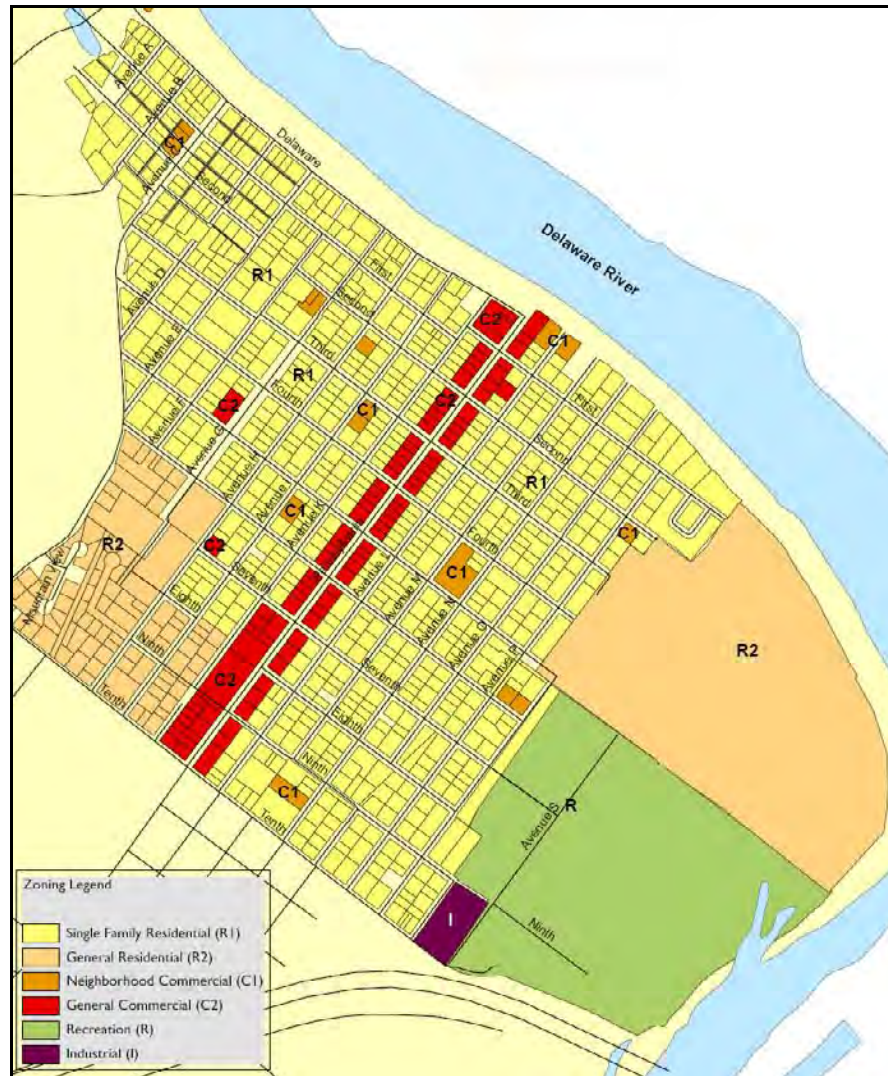 Avenue A
Avenue B
C1
Avenue C
Second
Delaware
Delaware River
First
R1
Avenue D
Second
C2
C1
Third
Avenue E
R1
Fourth
C2
C1
First
Avenue F
C2
Avenue G
Second
R1
Third
Avenue H
Avenue I
C1
Avenue K
Fourth
C1
C2
R2
Seventh
Avenue L
Avenue M
C1
Mountain View
Eighth
Avenue N
Avenue O
R2
Ninth
Avenue P
C2
Seventh
Tenth
Eighth
Ninth
R
Avenue S
C1
Tenth
I
Ninth
Zoning Legend
Single Family Residential (R1)
General Residential (R2)
Neighborhood Commercial (C1)
General Commercial (C2)
Recreation (R)
Industrial (I)